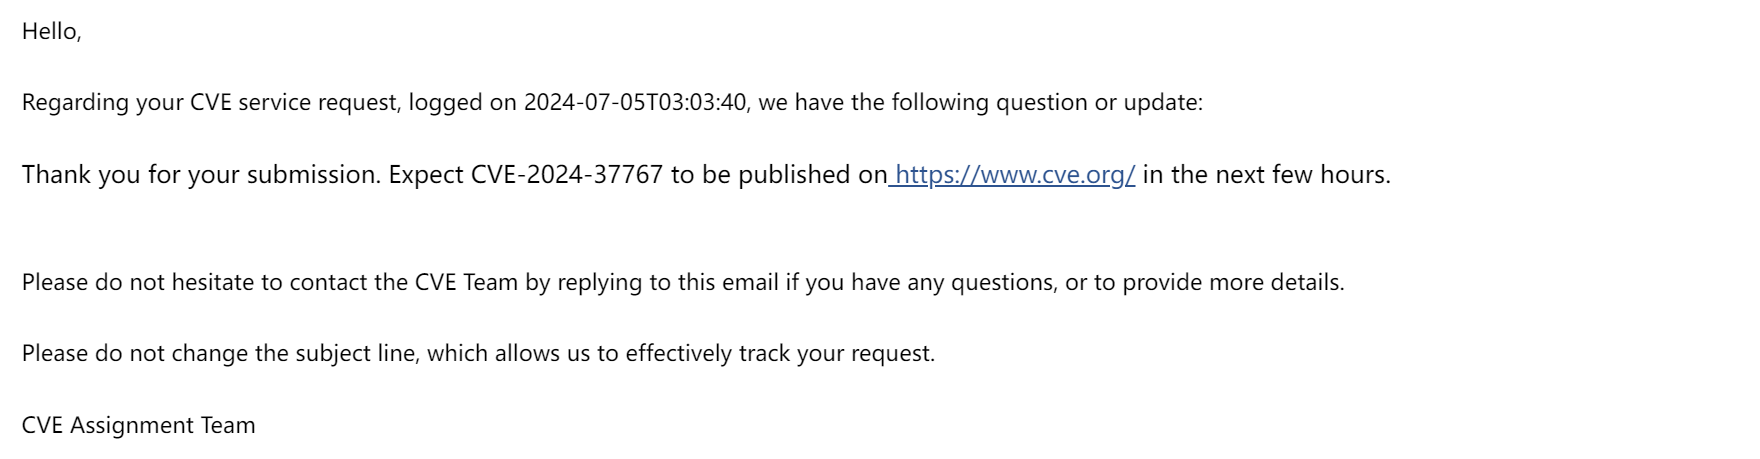 Hello,
Regarding your CVE service request, logged on 2024-07-05T03:03:40, we have the following question or update:
Thank you for your submission. Expect CVE-2024-37767 to be published on https://www.cve.org/ in the next few hours.
Please do not hesitate to contact the CVE Team by replying to this email if you have any questions, or to provide more details.
Please do not change the subject line, which allows us to effectively track your request.
CVE Assignment Team